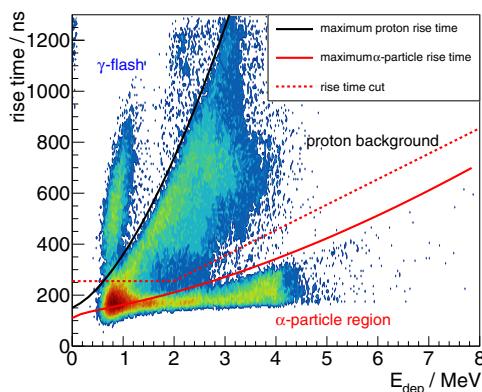 rise time / ns
1200
1000
800
600
400
200
0
γ-flash
maximum proton rise time
maximumα-particle rise time
rise time cut
proton background
α-particle region
0 1 2 3 4 5 6 7 8
E_dep / MeV